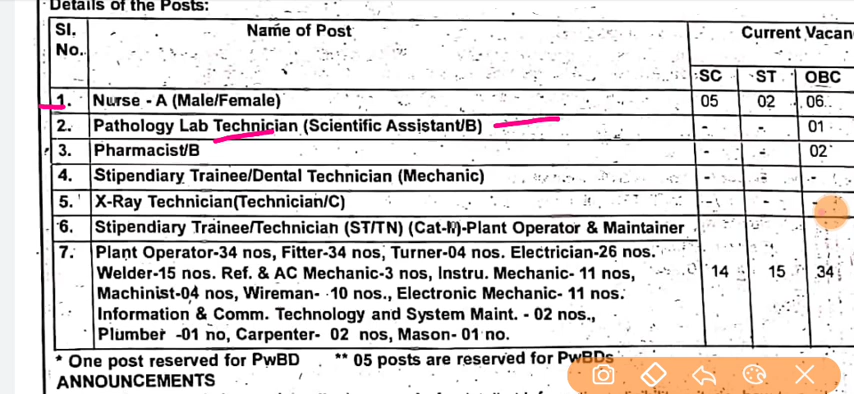 Details of the Posts:
Sl. No. Name of Post Current Vacan
SC ST OBC
1. Nurse - A (Male/Female) 05 02 06
2. Pathology Lab Technician (Scientific Assistant/B) - - 01
3. Pharmacist/B - - 02
4. Stipendiary Trainee/Dental Technician (Mechanic) - - -
5. X-Ray Technician(Technician/C) - - -
6. Stipendiary Trainee/Technician (ST/TN) (Cat-II)-Plant Operator & Maintainer
7. Plant Operator-34 nos, Fitter-34 nos, Turner-04 nos. Electrician-26 nos.
Welder-15 nos. Ref. & AC Mechanic-3 nos, Instru. Mechanic- 11 nos, 14 15 34
Machinist-04 nos, Wireman- 10 nos., Electronic Mechanic- 11 nos.
Information & Comm. Technology and System Maint. - 02 nos.,
Plumber -01 no, Carpenter- 02 nos, Mason- 01 no.
* One post reserved for PwBD ** 05 posts are reserved for PwBDs
ANNOUNCEMENTS